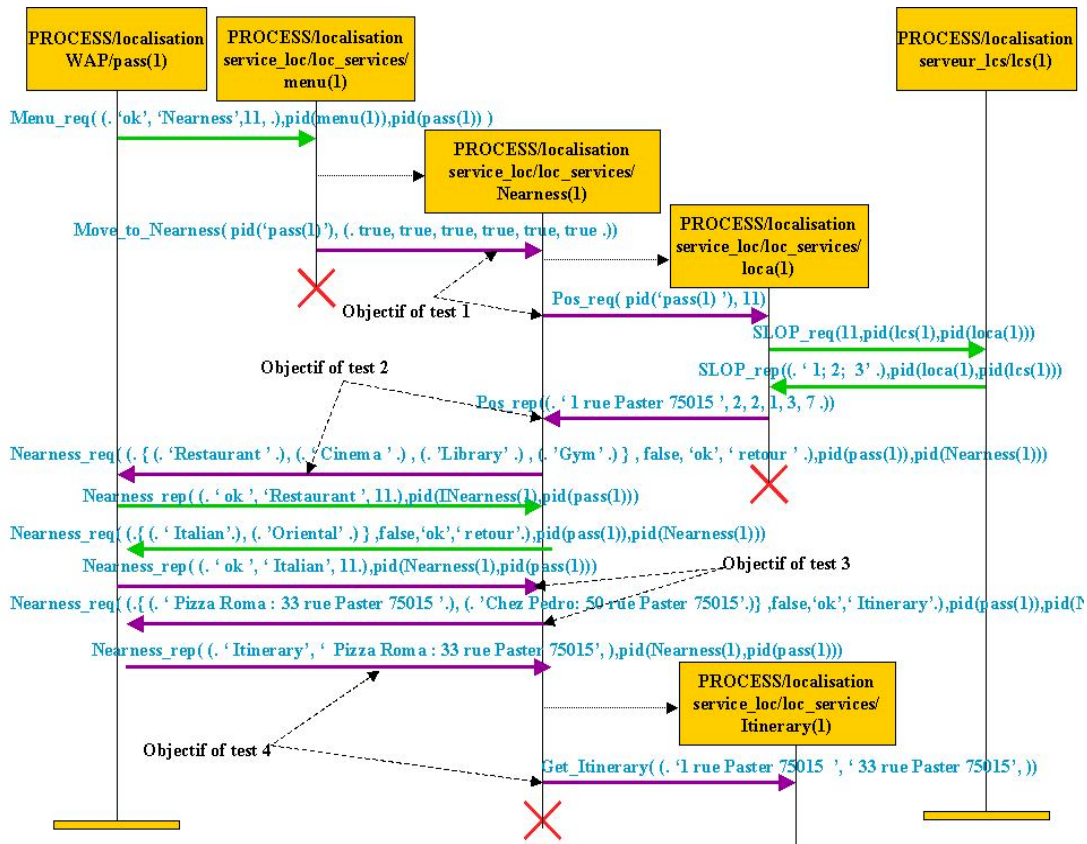 PROCESS/localisation
WAP/pass(1)
PROCESS/localisation
service_loc/loc_services/
menu(1)
PROCESS/localisation
serveur_lcs/lcs(1)
Menu_req( (. ‘ok’, ‘Nearness’,11, .),pid(menu(1)),pid(pass(1)) )
PROCESS/localisation
service_loc/loc_services/
Nearness(1)
Move_to_Nearness( pid(‘pass(1)’), (. true, true, true, true, true, true .))
PROCESS/localisation
service_loc/loc_services/
loca(1)
Objectif of test 1
Pos_req( pid(‘pass(1) ’), 11)
SLOP_req(11,pid(lcs(1),pid(loca(1)))
Objectif of test 2
SLOP_rep((. ‘ 1; 2; 3’ .),pid(loca(1),pid(lcs(1)))
Pos_rep((. ‘ 1 rue Paster 75015 ’, 2, 2, 1, 3, 7 .))
Nearness_req( (. { (. ‘Restaurant ’ .), (. ‘Cinema ’ .) , (. ’Library’ .) , (. ’Gym’ .) } , false, ‘ok’, ‘ retour ’ .),pid(pass(1)),pid(Nearness(1)))
Nearness_rep( (. ‘ ok ’, ‘Restaurant ’, 11.),pid(INearness(1),pid(pass(1)))
Nearness_req( (.{ (. ‘ Italian’.), (. ’Oriental’ .) } ,false,‘ok’,‘ retour’.),pid(pass(1)),pid(Nearness(1)))
Nearness_rep( (. ‘ ok ’, ‘ Italian’, 11.),pid(Nearness(1),pid(pass(1)))
Objectif of test 3
Nearness_req( (.{ (. ‘ Pizza Roma : 33 rue Paster 75015 ’.), (. ’Chez Pedro: 50 rue Paster 75015’.)} ,false,‘ok’,‘ Itinerary’.),pid(pass(1)),pid(N
Nearness_rep( (. ‘ Itinerary’, ‘ Pizza Roma : 33 rue Paster 75015’, ),pid(Nearness(1),pid(pass(1)))
PROCESS/localisation
service_loc/loc_services/
Itinerary(1)
Objectif of test 4
Get_Itinerary( (. ‘1 rue Paster 75015 ’, ‘ 33 rue Paster 75015’, ))